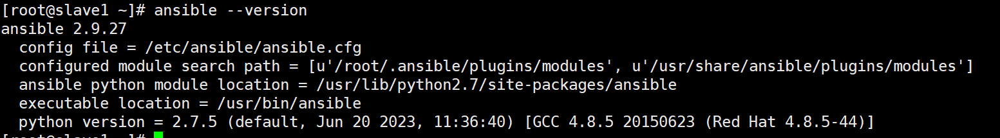 [root@slave1 ~]# ansible --version
ansible 2.9.27
  config file = /etc/ansible/ansible.cfg
  configured module search path = [u'/root/.ansible/plugins/modules', u'/usr/share/ansible/plugins/modules']
  ansible python module location = /usr/lib/python2.7/site-packages/ansible
  executable location = /usr/bin/ansible
  python version = 2.7.5 (default, Jun 20 2023, 11:36:40) [GCC 4.8.5 20150623 (Red Hat 4.8.5-44)]
[root@slave1 ~]#